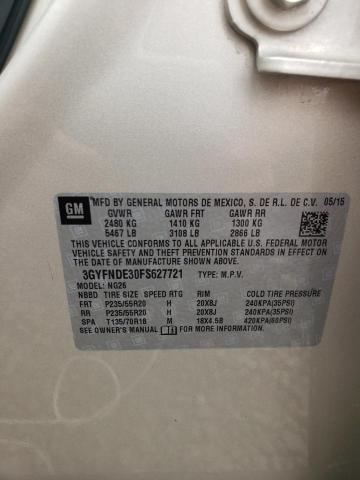 GM
MFD BY GENERAL MOTORS DE MEXICO, S. DE R.L. DE C.V. 05/15
GVWR GAWR FRT GAWR RR
2480 KG 1410 KG 1300 KG
5467 LB 3108 LB 2866 LB
THIS VEHICLE CONFORMS TO ALL APPLICABLE U.S. FEDERAL MOTOR
VEHICLE SAFETY AND THEFT PREVENTION STANDARDS IN EFFECT ON
THE DATE OF MANUFACTURE SHOWN ABOVE.
3GYFNDE30FS627721 TYPE: M.P.V.
MODEL: NG26
NBBD TIRE SIZE SPEED RTG RIM COLD TIRE PRESSURE
FRT P235/55R20 H 20X8J 240KPA(35PSI)
RR P235/55R20 H 20X8J 240KPA(35PSI)
SPA T135/70R18 M 18X4.5B 420KPA(60PSI)
SEE OWNER'S MANUAL FOR ADDITIONAL INFORMATION.